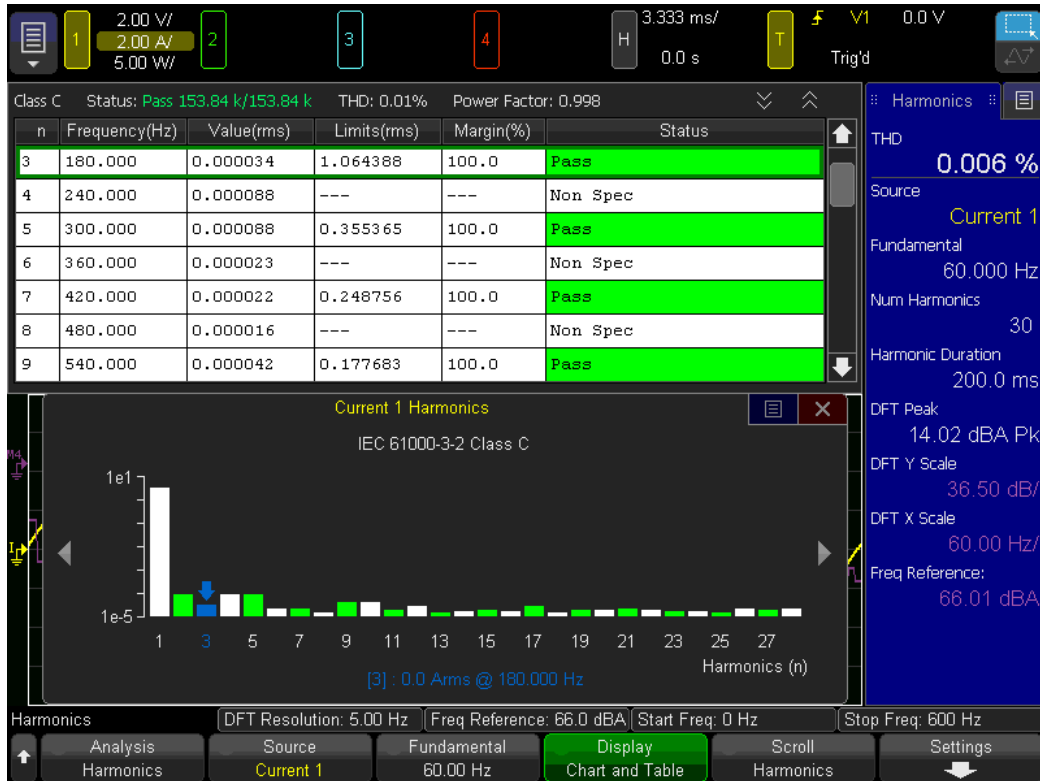 1 2.00 V/ 2.00 A/ 5.00 W/ 2 3 4 H 3.333 ms/ 0.0 s T V1 0.0 V Trig'd
Class C Status: Pass 153.84 k/153.84 k THD: 0.01% Power Factor: 0.998
n Frequency(Hz) Value(rms) Limits(rms) Margin(%) Status
3 180.000 0.000034 1.064388 100.0 Pass
4 240.000 0.000088 --- --- Non Spec
5 300.000 0.000088 0.355365 100.0 Pass
6 360.000 0.000023 --- --- Non Spec
7 420.000 0.000022 0.248756 100.0 Pass
8 480.000 0.000016 --- --- Non Spec
9 540.000 0.000042 0.177683 100.0 Pass
Harmonics
THD
0.006 %
Source
Current 1
Fundamental
60.000 Hz
Num Harmonics
30
Harmonic Duration
200.0 ms
DFT Peak
14.02 dBA Pk
DFT Y Scale
36.50 dB/
DFT X Scale
60.00 Hz/
Freq Reference:
66.01 dBA
Current 1 Harmonics
IEC 61000-3-2 Class C
M4
1e1
1e-5
1 3 5 7 9 11 13 15 17 19 21 23 25 27
Harmonics (n)
[3] : 0.0 Arms @ 180.000 Hz
Harmonics DFT Resolution: 5.00 Hz Freq Reference: 66.0 dBA Start Freq: 0 Hz Stop Freq: 600 Hz
Analysis Source Fundamental Display Scroll Settings
Harmonics Current 1 60.00 Hz Chart and Table Harmonics